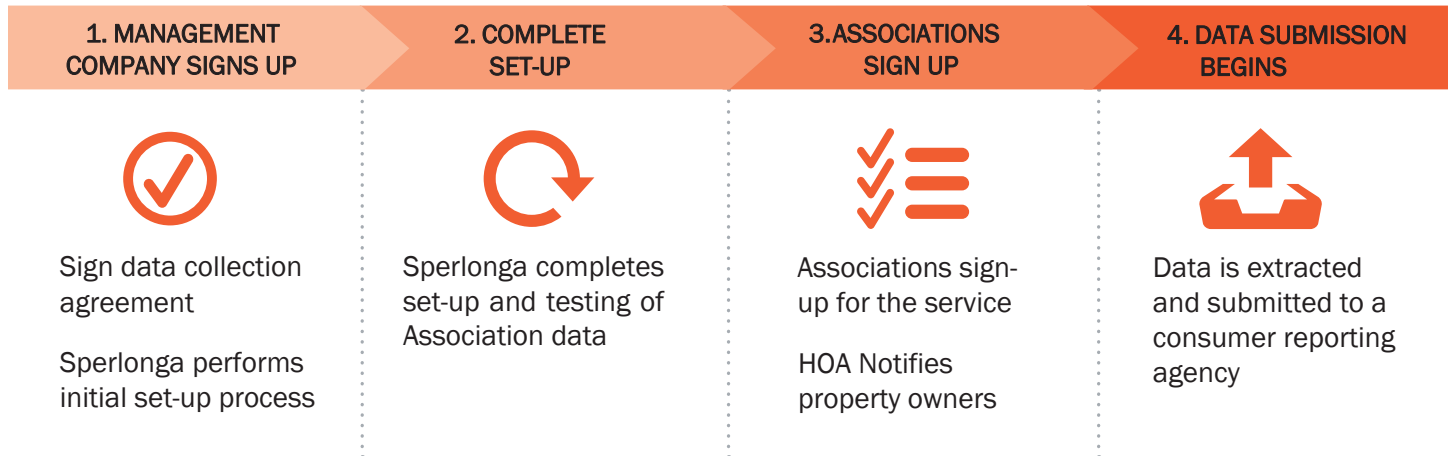 1. MANAGEMENT
COMPANY SIGNS UP
2. COMPLETE
SET-UP
3.ASSOCIATIONS
SIGN UP
4. DATA SUBMISSION
BEGINS
Sign data collection
agreement
Sperlonga performs
initial set-up process
Sperlonga completes
set-up and testing of
Association data
Associations sign-
up for the service
HOA Notifies
property owners
Data is extracted
and submitted to a
consumer reporting
agency